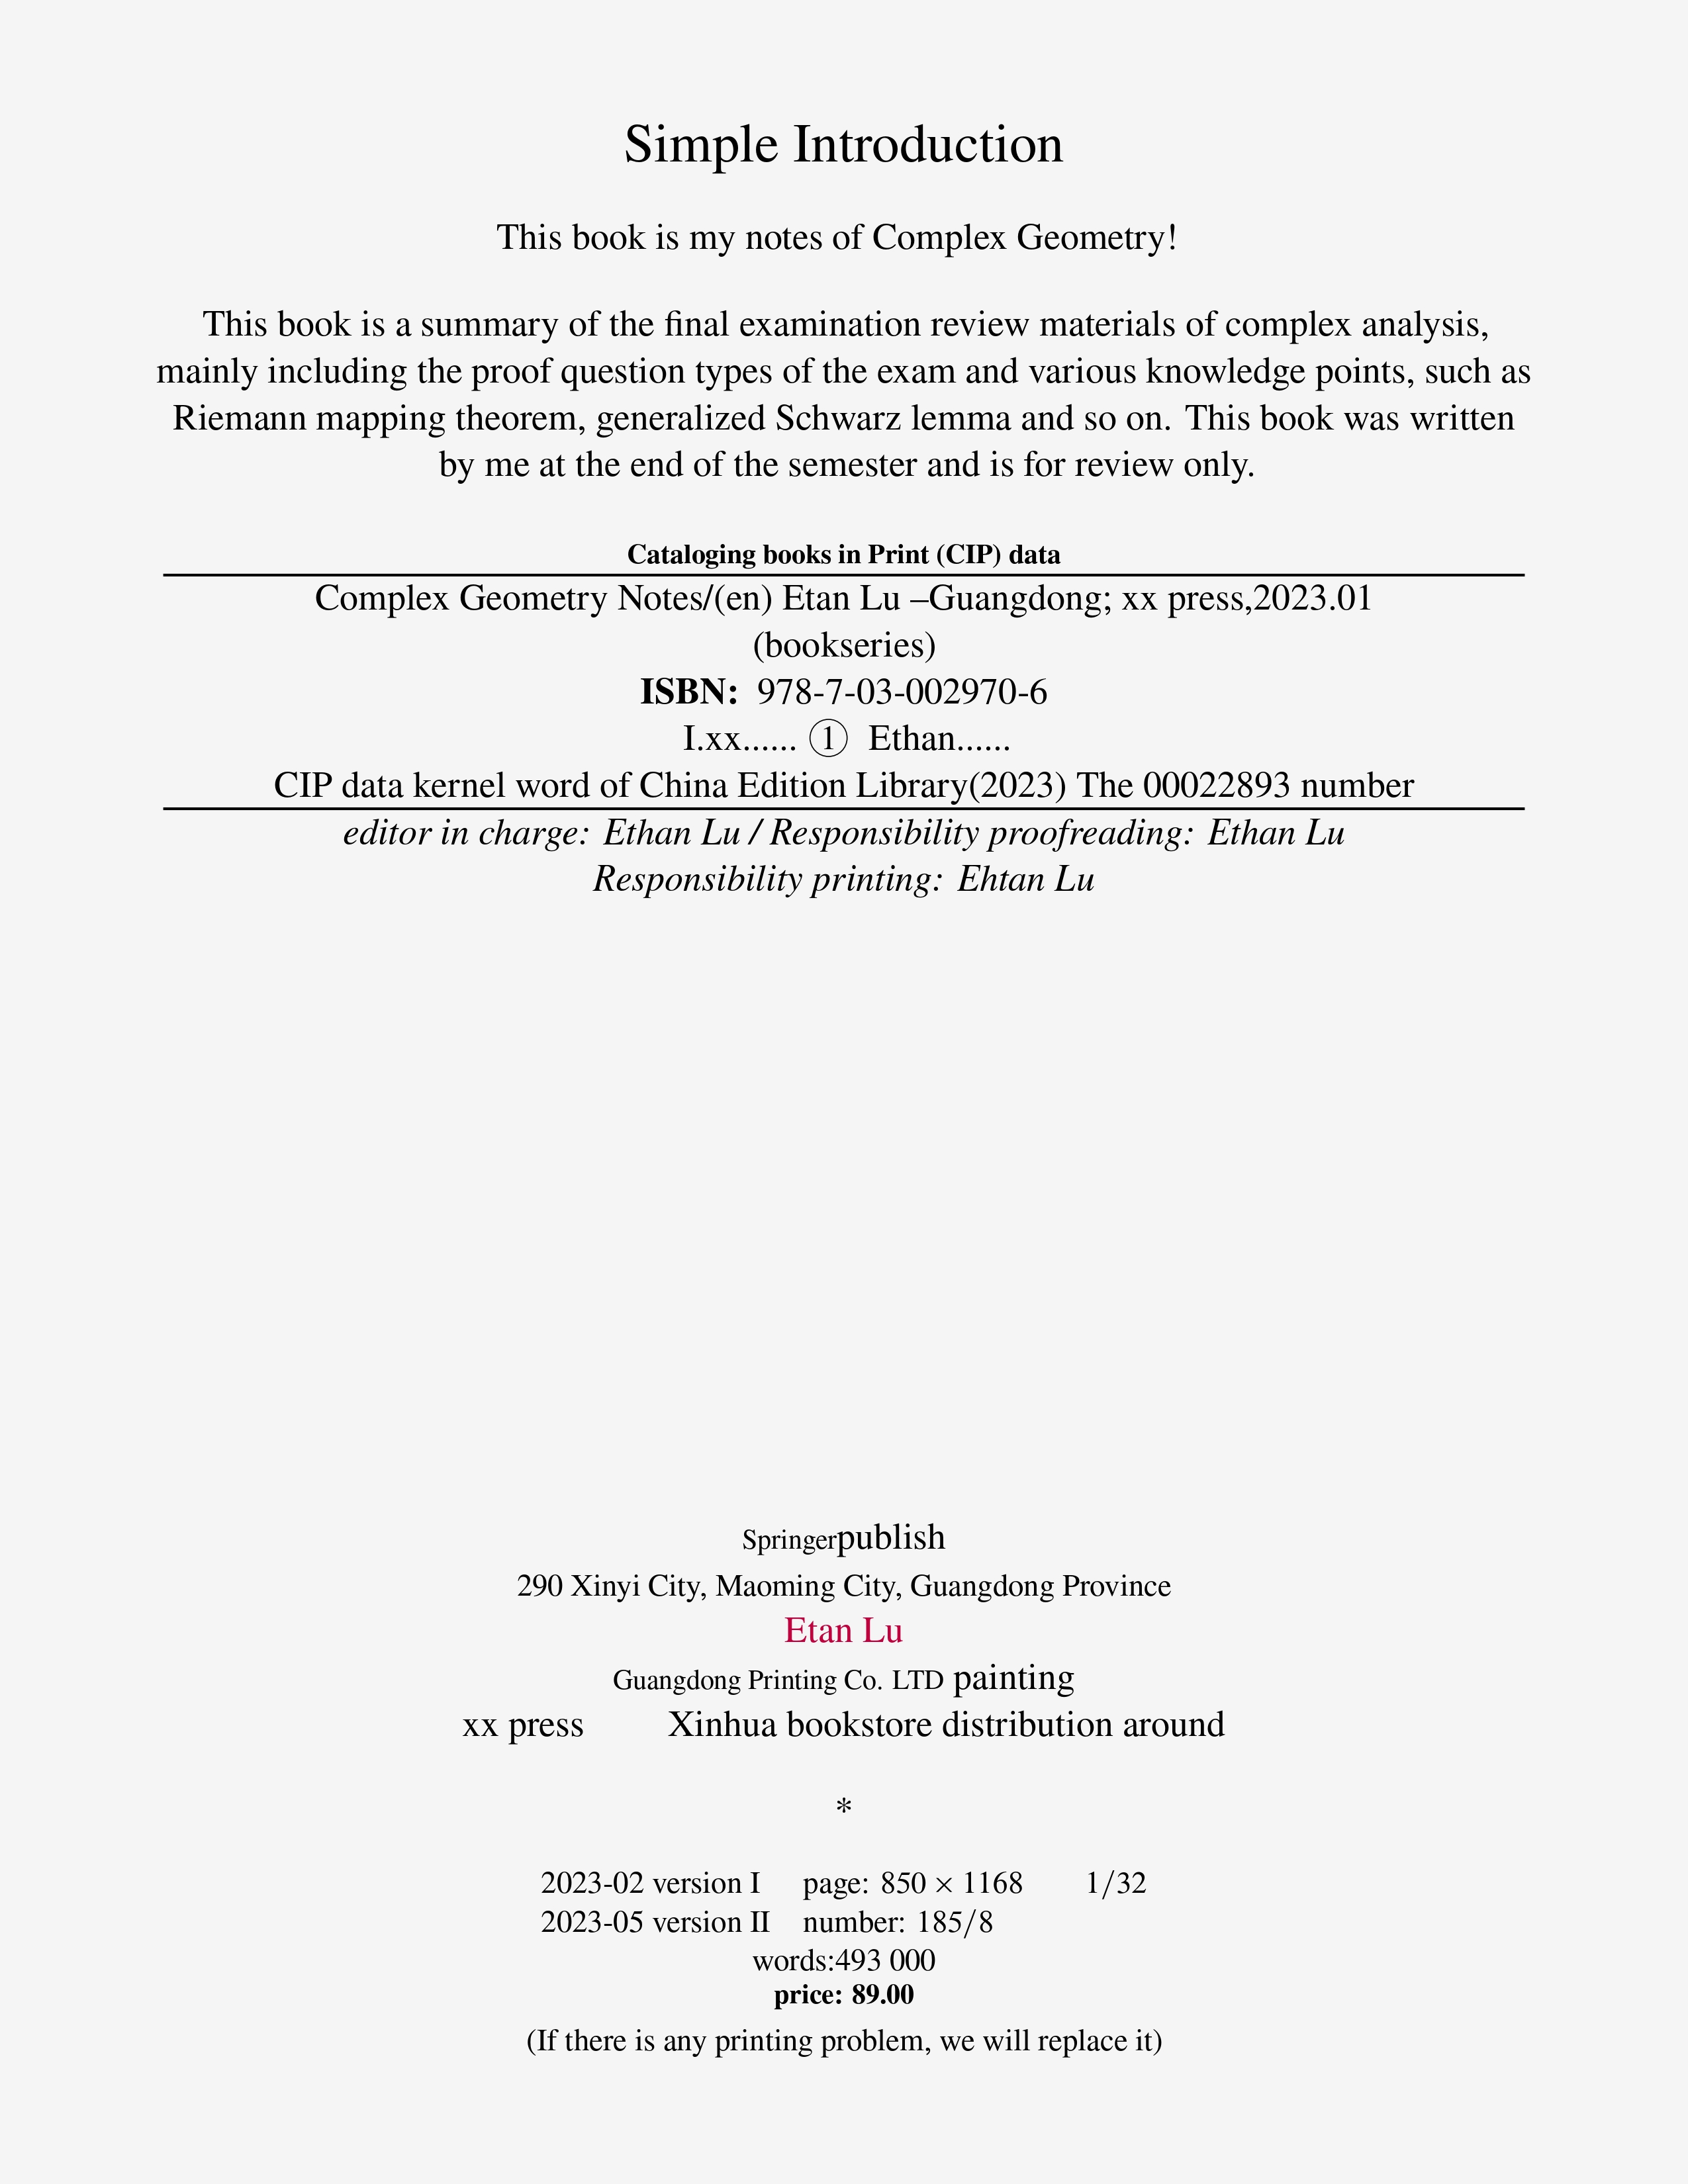 Simple Introduction
This book is my notes of Complex Geometry!
This book is a summary of the final examination review materials of complex analysis,
mainly including the proof question types of the exam and various knowledge points, such as
Riemann mapping theorem, generalized Schwarz lemma and so on. This book was written
by me at the end of the semester and is for review only.
Cataloging books in Print (CIP) data
Complex Geometry Notes/(en) Etan Lu –Guangdong; xx press,2023.01
(bookseries)
ISBN: 978-7-03-002970-6
I.xx...... ① Ethan......
CIP data kernel word of China Edition Library(2023) The 00022893 number
editor in charge: Ethan Lu / Responsibility proofreading: Ethan Lu
Responsibility printing: Ehtan Lu
Springerpublish
290 Xinyi City, Maoming City, Guangdong Province
Etan Lu
Guangdong Printing Co. LTD painting
xx press Xinhua bookstore distribution around
*
2023-02 version I page: 850 × 1168 1/32
2023-05 version II number: 185/8
words:493 000
price: 89.00
(If there is any printing problem, we will replace it)